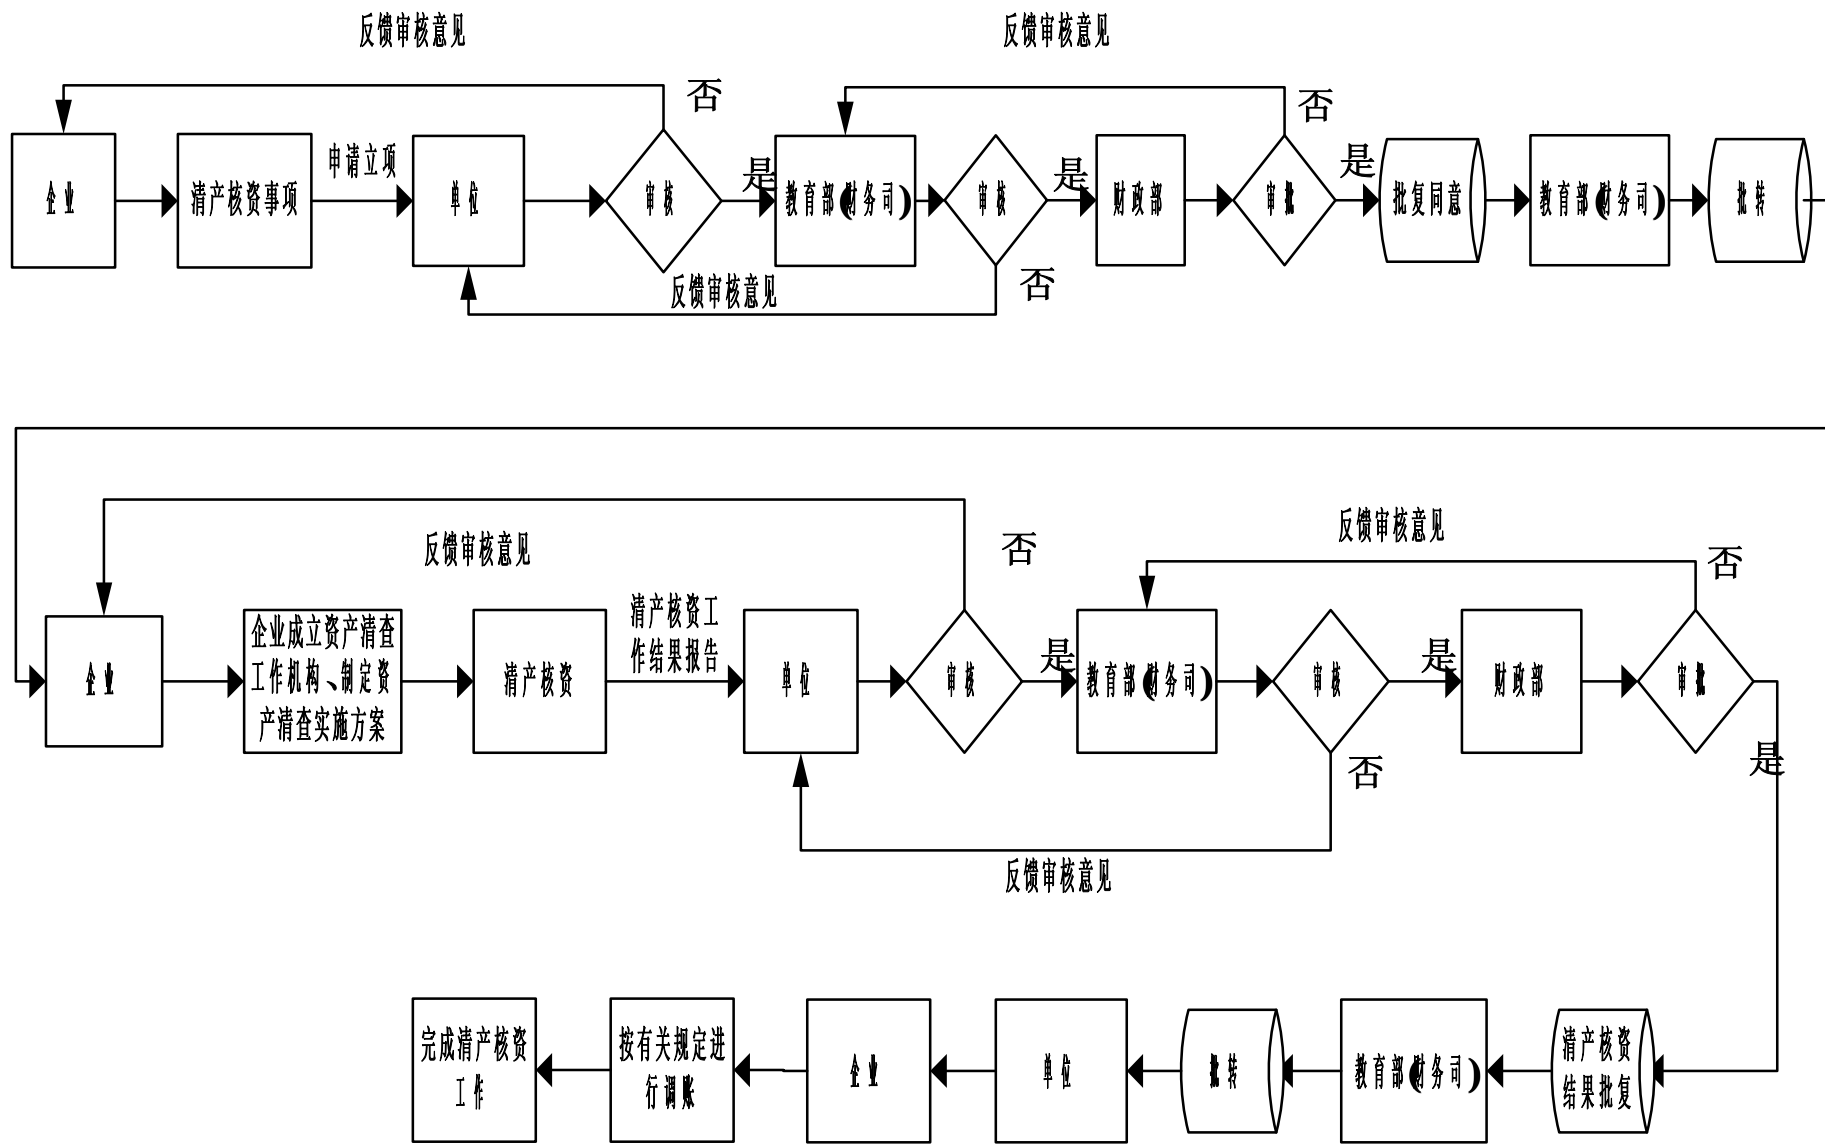 反馈审核意见
反馈审核意见
否
否
企业
清产核资事项
申请立项
单位
审核
是
教育部(财务司)
审核
是
财政部
审批
是
批复同意
教育部(财务司)
批转
反馈审核意见
否
反馈审核意见
否
反馈审核意见
否
企业
企业成立资产清查
工作机构、制定资
产清查实施方案
清产核资
清产核资工
作结果报告
单位
审核
是
教育部(财务司)
审核
是
财政部
审批
是
否
反馈审核意见
完成清产核资
工作
按有关规定进
行调账
企业
单位
批转
教育部(财务司)
清产核资
结果批复